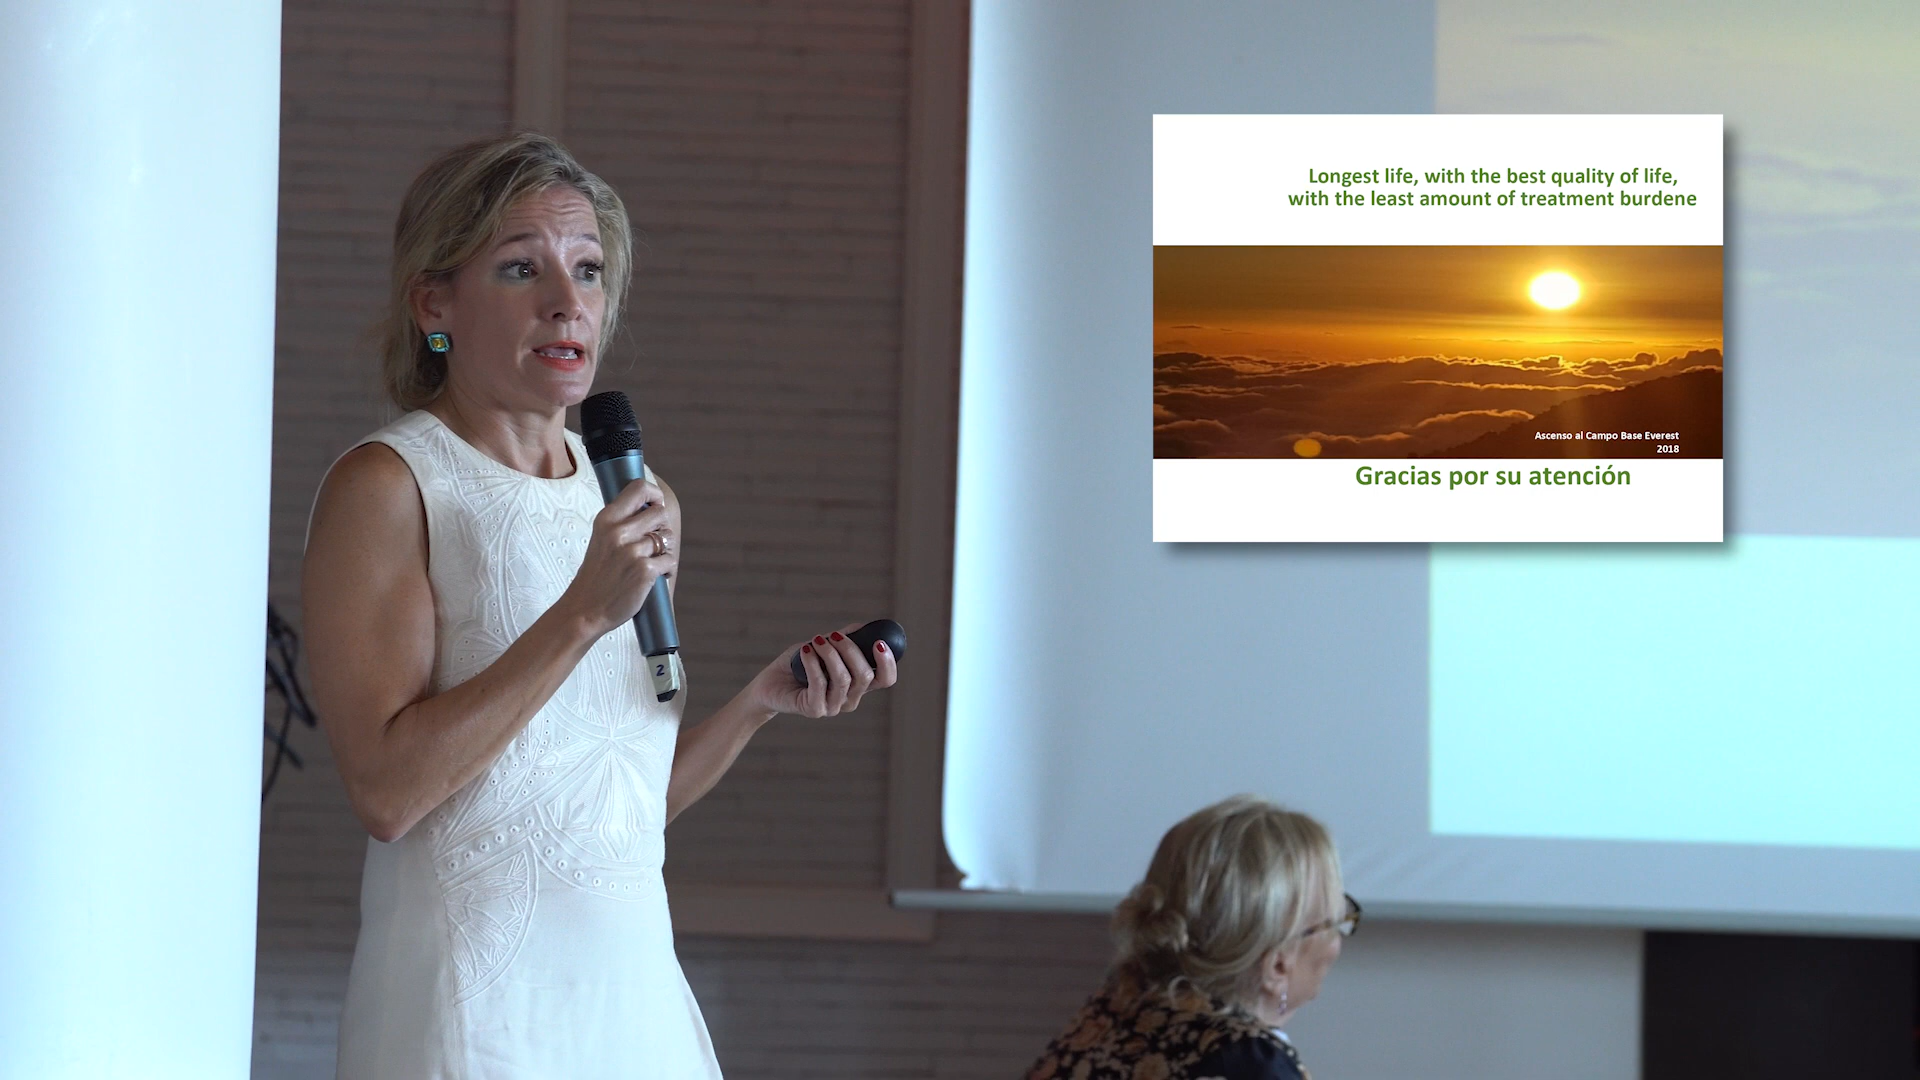 Longest life, with the best quality of life,
with the least amount of treatment burdene
Ascenso al Campo Base Everest
2018
Gracias por su atención
2